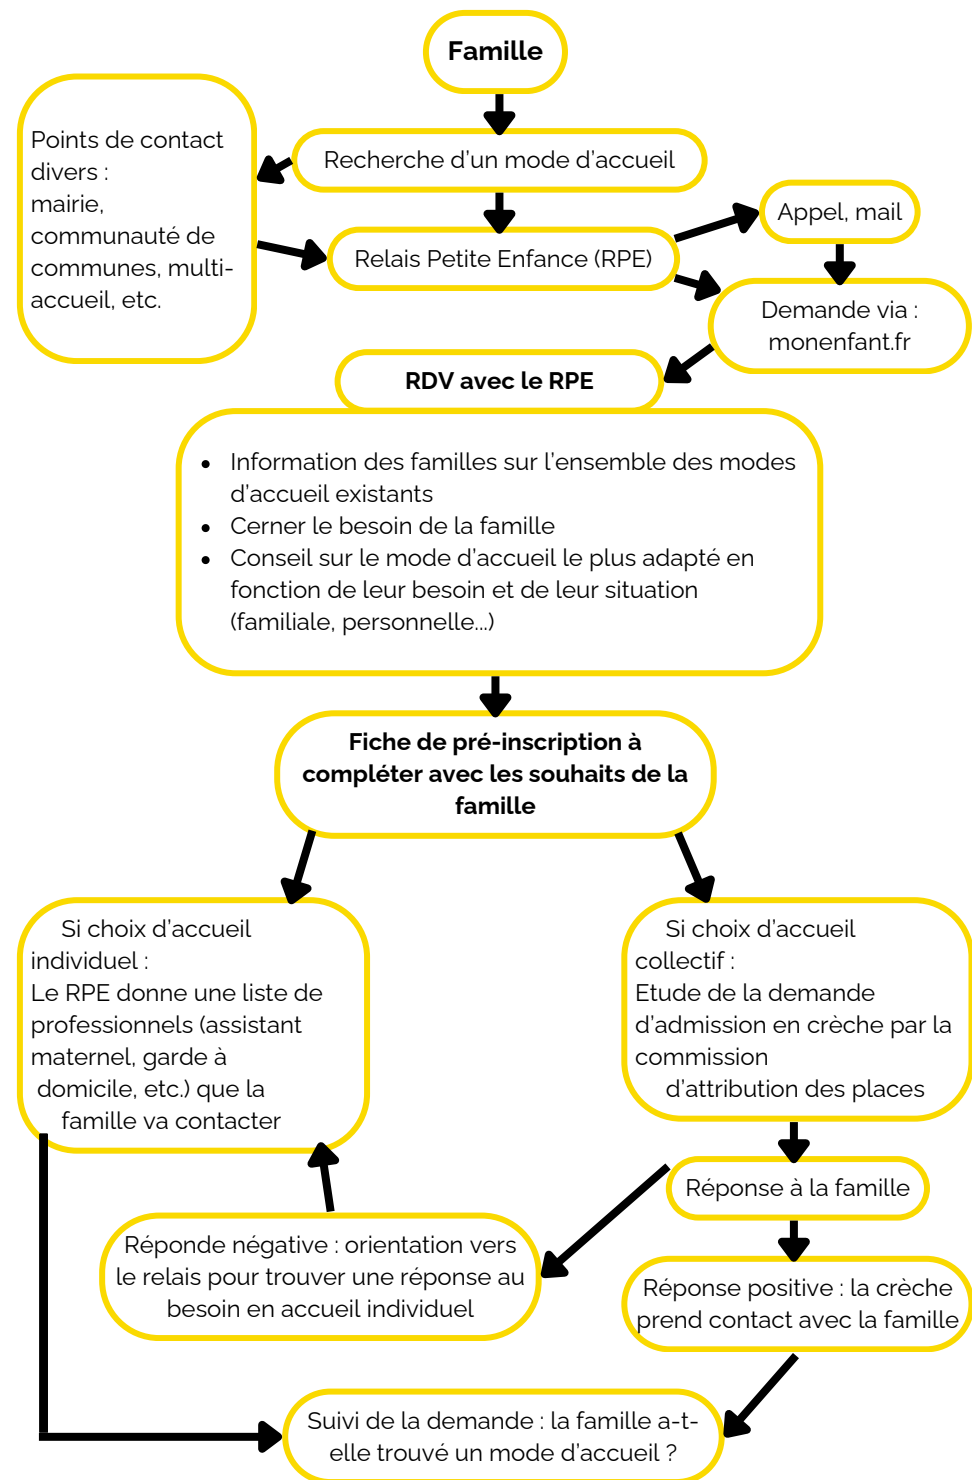 Famille
Recherche d'un mode d'accueil
Points de contact
divers :
mairie,
communauté de
communes, multi-
accueil, etc.
Relais Petite Enfance (RPE)
Appel, mail
Demande via :
monenfant.fr
RDV avec le RPE
• Information des familles sur l'ensemble des modes
d'accueil existants
• Cerner le besoin de la famille
• Conseil sur le mode d'accueil le plus adapté en
fonction de leur besoin et de leur situation
(familiale, personnelle...)
Fiche de pré-inscription à
compléter avec les souhaits de la
famille
Si choix d'accueil
individuel :
Le RPE donne une liste de
professionnels (assistant
maternel, garde à
domicile, etc.) que la
famille va contacter
Si choix d'accueil
collectif :
Etude de la demande
d'admission en crèche par la
commission
d'attribution des places
Réponse à la famille
Réponde négative : orientation vers
le relais pour trouver une réponse au
besoin en accueil individuel
Réponse positive : la crèche
prend contact avec la famille
Suivi de la demande : la famille a-t-
elle trouvé un mode d'accueil ?